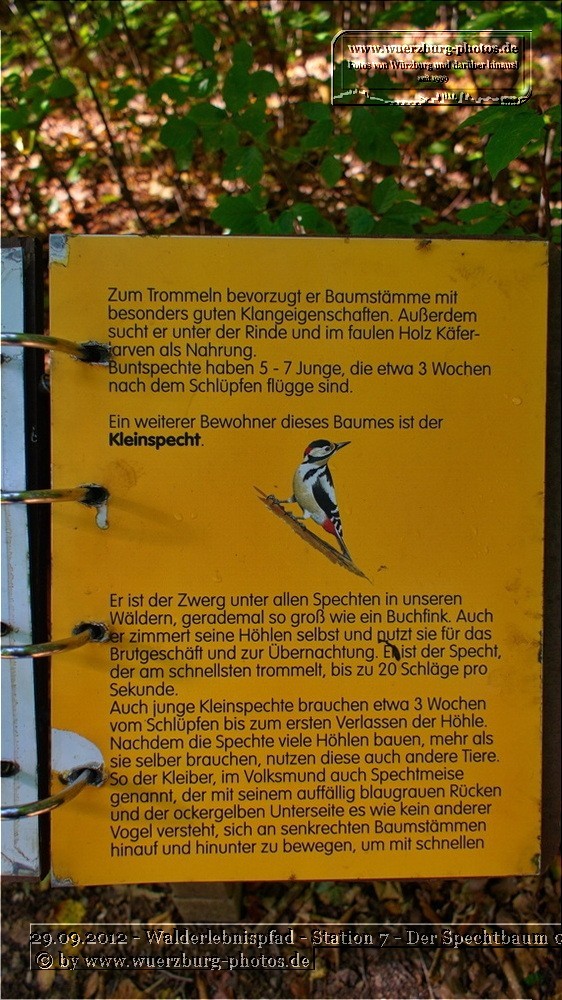 www.wuerzburg-photos.de
Fotos von Würzburg und darüber hinaus!
seit 1999
Zum Trommeln bevorzugt er Baumstämme mit
besonders guten Klangeigenschaften. Außerdem
sucht er unter der Rinde und im faulen Holz Käfer-
larven als Nahrung.
Buntspechte haben 5 - 7 Junge, die etwa 3 Wochen
nach dem Schlüpfen flügge sind.
Ein weiterer Bewohner dieses Baumes ist der
Kleinspecht.
Er ist der Zwerg unter allen Spechten in unseren
Wäldern, gerademal so groß wie ein Buchfink. Auch
er zimmert seine Höhlen selbst und nutzt sie für das
Brutgeschäft und zur Übernachtung. Er ist der Specht,
der am schnellsten trommelt, bis zu 20 Schläge pro
Sekunde.
Auch junge Kleinspechte brauchen etwa 3 Wochen
vom Schlüpfen bis zum ersten Verlassen der Höhle.
Nachdem die Spechte viele Höhlen bauen, mehr als
sie selber brauchen, nutzen diese auch andere Tiere.
So der Kleiber, im Volksmund auch Spechtmeise
genannt, der mit seinem auffällig blaugrauen Rücken
und der ockergelben Unterseite es wie kein anderer
Vogel versteht, sich an senkrechten Baumstämmen
hinauf und hinunter zu bewegen, um mit schnellen
29.09.2012 - Walderlebnispfad - Station 7 - Der Spechtbaum
© by www.wuerzburg-photos.de